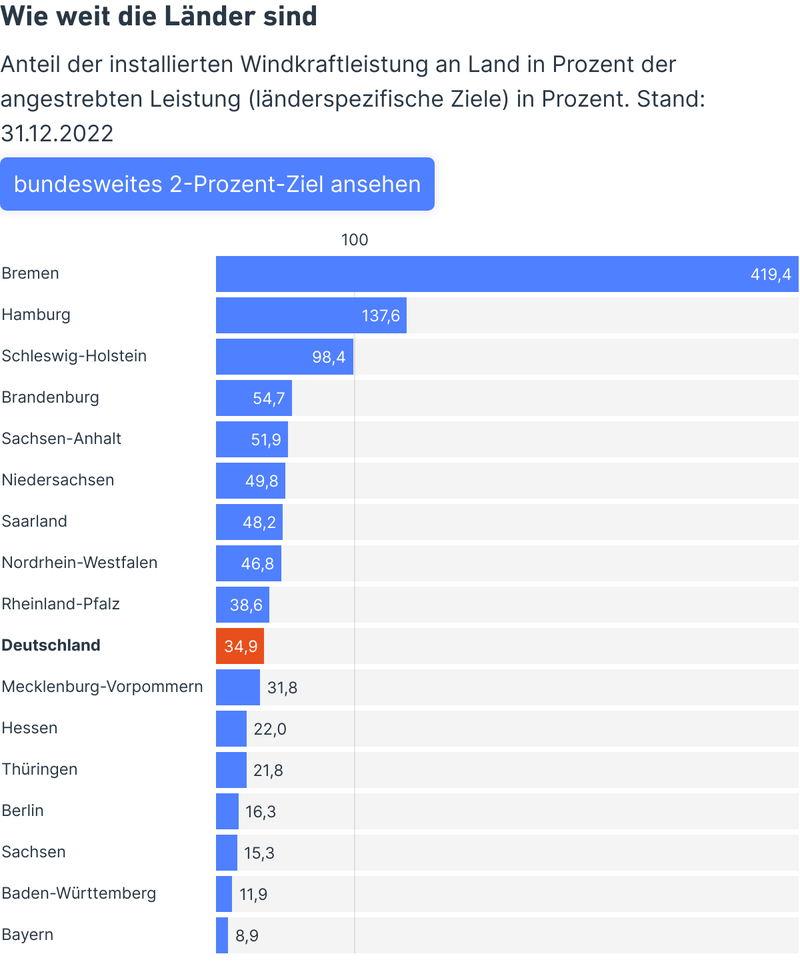 Wie weit die Länder sind
Anteil der installierten Windkraftleistung an Land in Prozent der
angestrebten Leistung (länderspezifische Ziele) in Prozent. Stand:
31.12.2022
bundesweites 2-Prozent-Ziel ansehen
100
Bremen 419,4
Hamburg 137,6
Schleswig-Holstein 98,4
Brandenburg 54,7
Sachsen-Anhalt 51,9
Niedersachsen 49,8
Saarland 48,2
Nordrhein-Westfalen 46,8
Rheinland-Pfalz 38,6
Deutschland 34,9
Mecklenburg-Vorpommern 31,8
Hessen 22,0
Thüringen 21,8
Berlin 16,3
Sachsen 15,3
Baden-Württemberg 11,9
Bayern 8,9